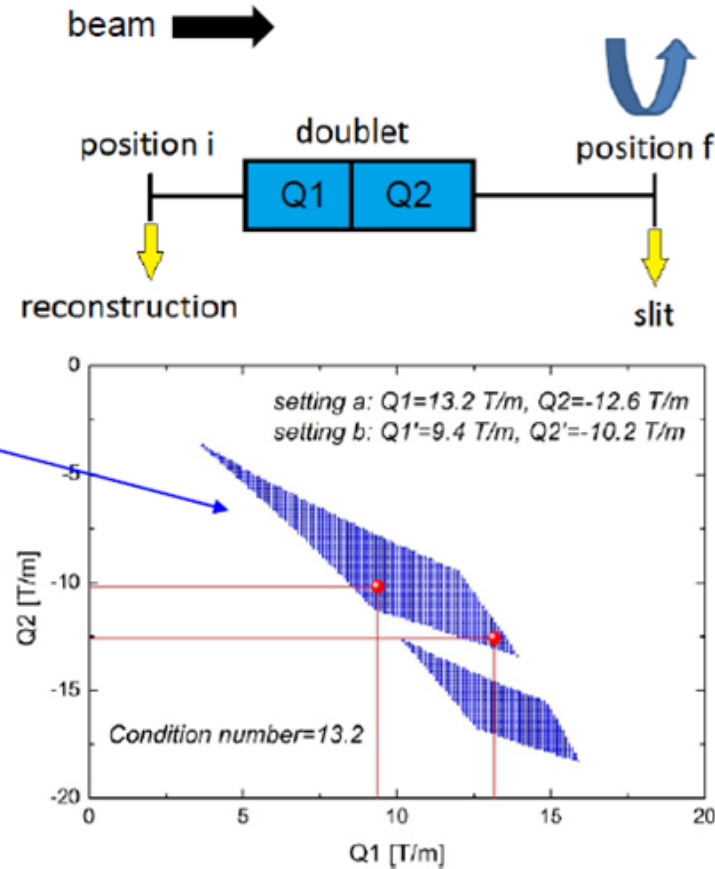 beam
position i
doublet
position f
Q1 Q2
reconstruction
slit
setting a: Q1=13.2 T/m, Q2=-12.6 T/m
setting b: Q1'=9.4 T/m, Q2'=-10.2 T/m
0
-5
-10
-15
-20
Q2 [T/m]
Condition number=13.2
0 5 10 15 20
Q1 [T/m]